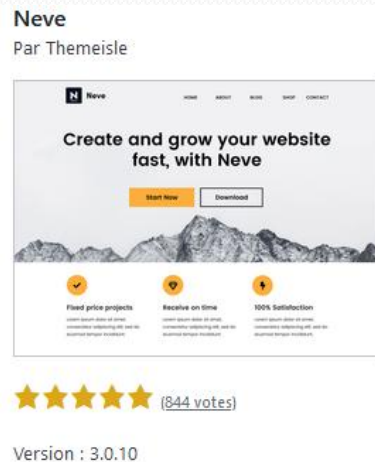 Neve
Par Themeisle
N Neve HOME ABOUT BLOG SHOP CONTACT
Create and grow your website
fast, with Neve
Start Now Download
Fixed price projects Receive on time 100% Satisfaction
(844 votes)
Version : 3.0.10